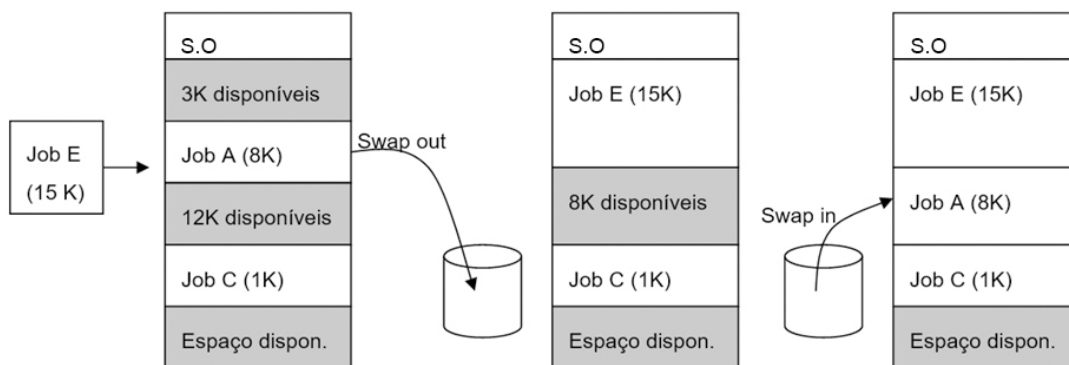 Job E
(15 K)
S.O
3K disponíveis
Job A (8K)
12K disponíveis
Job C (1K)
Espaço dispon.
Swap out
S.O
Job E (15K)
8K disponíveis
Job C (1K)
Espaço dispon.
Swap in
S.O
Job E (15K)
Job A (8K)
Job C (1K)
Espaço dispon.